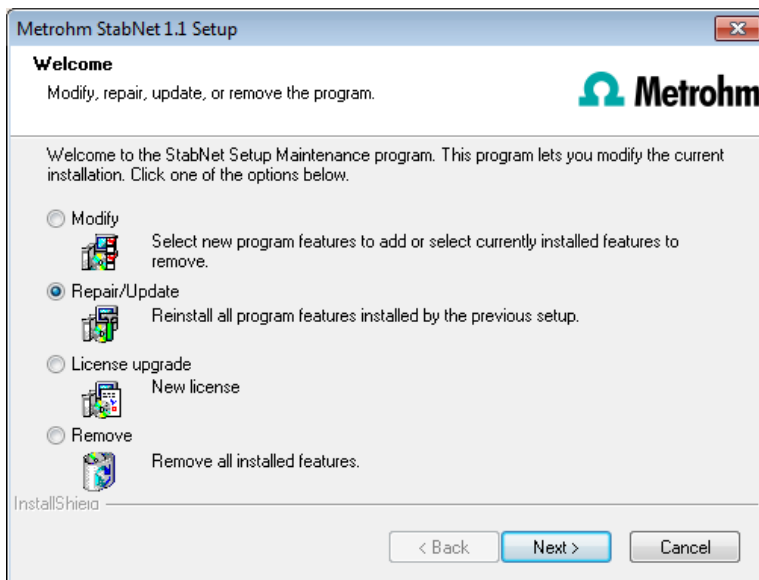 Metrohm StabNet 1.1 Setup
Welcome
Modify, repair, update, or remove the program.
Metrohm
Welcome to the StabNet Setup Maintenance program. This program lets you modify the current
installation. Click one of the options below.
Modify
Select new program features to add or select currently installed features to
remove.
Repair/Update
Reinstall all program features installed by the previous setup.
License upgrade
New license
Remove
Remove all installed features.
InstallShield
< Back
Next >
Cancel